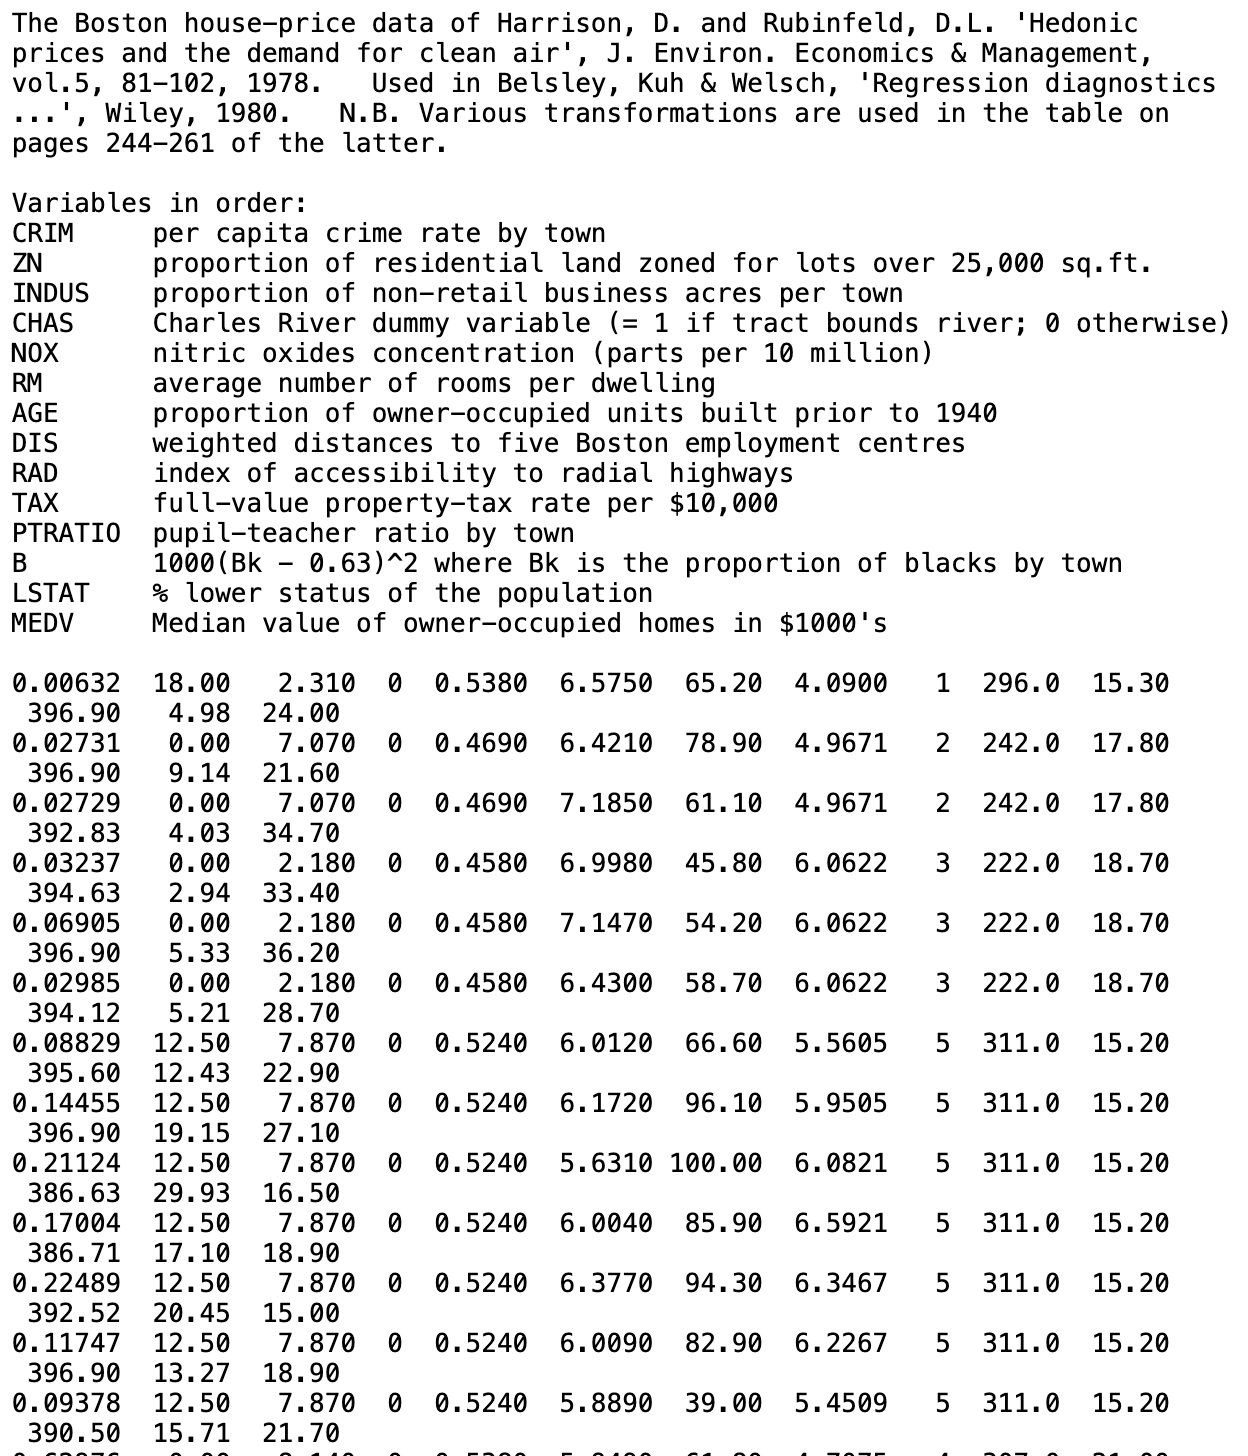 The Boston house-price data of Harrison, D. and Rubinfeld, D.L. 'Hedonic
prices and the demand for clean air', J. Environ. Economics & Management,
vol.5, 81-102, 1978.   Used in Belsley, Kuh & Welsch, 'Regression diagnostics
...', Wiley, 1980.   N.B. Various transformations are used in the table on
pages 244-261 of the latter.

Variables in order:
CRIM     per capita crime rate by town
ZN       proportion of residential land zoned for lots over 25,000 sq.ft.
INDUS    proportion of non-retail business acres per town
CHAS     Charles River dummy variable (= 1 if tract bounds river; 0 otherwise)
NOX      nitric oxides concentration (parts per 10 million)
RM       average number of rooms per dwelling
AGE      proportion of owner-occupied units built prior to 1940
DIS      weighted distances to five Boston employment centres
RAD      index of accessibility to radial highways
TAX      full-value property-tax rate per $10,000
PTRATIO  pupil-teacher ratio by town
B        1000(Bk - 0.63)^2 where Bk is the proportion of blacks by town
LSTAT    % lower status of the population
MEDV     Median value of owner-occupied homes in $1000's

0.00632  18.00   2.310  0  0.5380  6.5750  65.20  4.0900   1  296.0  15.30
 396.90   4.98  24.00
0.02731   0.00   7.070  0  0.4690  6.4210  78.90  4.9671   2  242.0  17.80
 396.90   9.14  21.60
0.02729   0.00   7.070  0  0.4690  7.1850  61.10  4.9671   2  242.0  17.80
 392.83   4.03  34.70
0.03237   0.00   2.180  0  0.4580  6.9980  45.80  6.0622   3  222.0  18.70
 394.63   2.94  33.40
0.06905   0.00   2.180  0  0.4580  7.1470  54.20  6.0622   3  222.0  18.70
 396.90   5.33  36.20
0.02985   0.00   2.180  0  0.4580  6.4300  58.70  6.0622   3  222.0  18.70
 394.12   5.21  28.70
0.08829  12.50   7.870  0  0.5240  6.0120  66.60  5.5605   5  311.0  15.20
 395.60  12.43  22.90
0.14455  12.50   7.870  0  0.5240  6.1720  96.10  5.9505   5  311.0  15.20
 396.90  19.15  27.10
0.21124  12.50   7.870  0  0.5240  5.6310 100.00  6.0821   5  311.0  15.20
 386.63  29.93  16.50
0.17004  12.50   7.870  0  0.5240  6.0040  85.90  6.5921   5  311.0  15.20
 386.71  17.10  18.90
0.22489  12.50   7.870  0  0.5240  6.3770  94.30  6.3467   5  311.0  15.20
 392.52  20.45  15.00
0.11747  12.50   7.870  0  0.5240  6.0090  82.90  6.2267   5  311.0  15.20
 396.90  13.27  18.90
0.09378  12.50   7.870  0  0.5240  5.8890  39.00  5.4509   5  311.0  15.20
 390.50  15.71  21.70